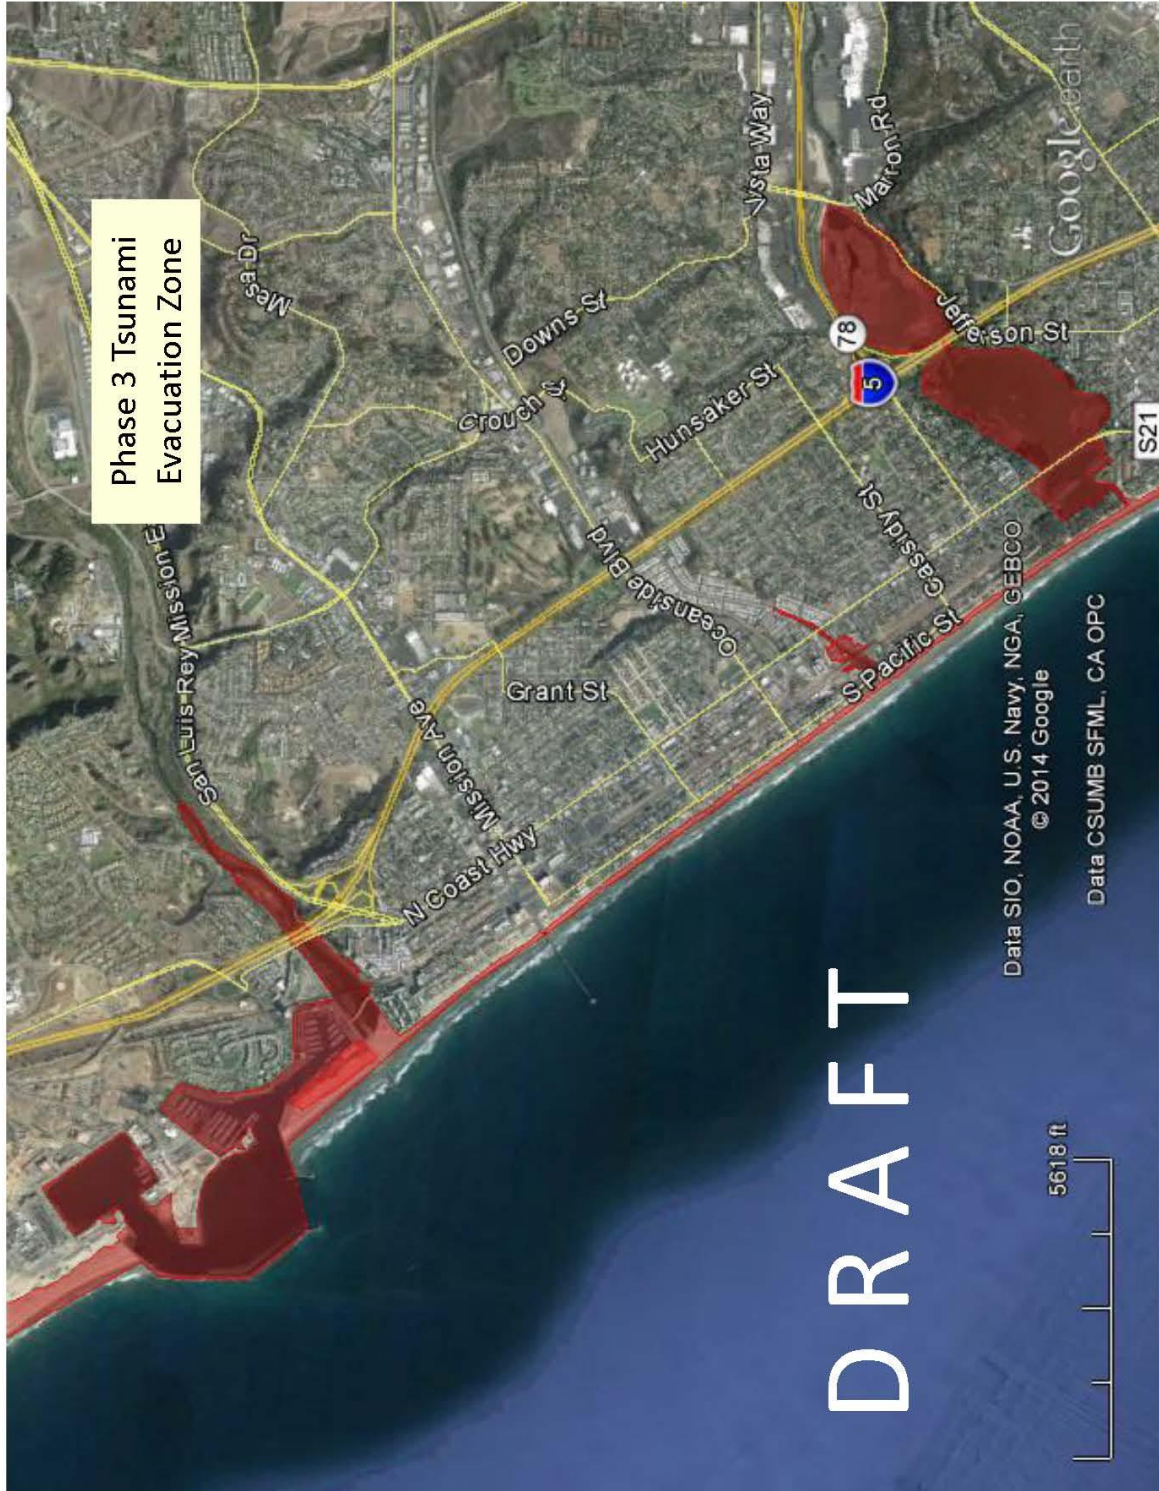 Phase 3 Tsunami
Evacuation Zone
San Luis Rey
Mission E
Mesa Dr
Vista Way
Marron Rd
Downs St
Crouch St
Hunsaker St
78
5
Jefferson St
Oceanside Blvd
Cassidy St
Grant St
Mission Ave
N Coast Hwy
S Pacific St
S21
Google earth
Data SIO, NOAA, U.S. Navy, NGA, GEBCO
© 2014 Google
Data CSUMB SFML, CA OPC
DRAFT
5618 ft